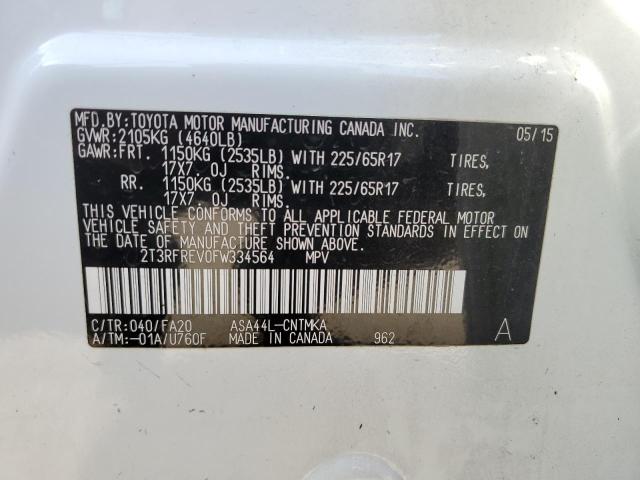 MFD.BY:TOYOTA MOTOR MANUFACTURING CANADA INC. 05/15
GVWR:2105KG (4640LB)
GAWR:FRT. 1150KG (2535LB) WITH 225/65R17 TIRES,
17X7.0J RIMS.
RR. 1150KG (2535LB) WITH 225/65R17 TIRES,
17X7.0J RIMS.
THIS VEHICLE CONFORMS TO ALL APPLICABLE FEDERAL MOTOR
VEHICLE SAFETY AND THEFT PREVENTION STANDARDS IN EFFECT ON
THE DATE OF MANUFACTURE SHOWN ABOVE.
2T3RFREV0FW334564 MPV
C/TR:040/FA20 ASA44L-CNTMKA
A/TM:-01A/U760F MADE IN CANADA 962 A